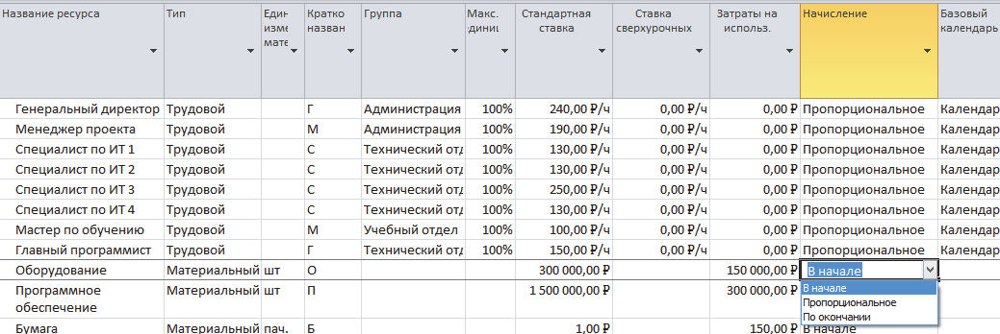 Название ресурса Тип Един изме мате Кратко назван Группа Макс. единиц Стандартная ставка Ставка сверхурочных Затраты на использ. Начисление Базовый календарь
Генеральный директор Трудовой Г Администрация 100% 240,00 ₽/ч 0,00 ₽/ч 0,00 ₽ Пропорциональное Календар
Менеджер проекта Трудовой М Администрация 100% 190,00 ₽/ч 0,00 ₽/ч 0,00 ₽ Пропорциональное Календар
Специалист по ИТ 1 Трудовой С Технический отд 100% 130,00 ₽/ч 0,00 ₽/ч 0,00 ₽ Пропорциональное Календар
Специалист по ИТ 2 Трудовой С Технический отд 100% 130,00 ₽/ч 0,00 ₽/ч 0,00 ₽ Пропорциональное Календар
Специалист по ИТ 3 Трудовой С Технический отд 100% 250,00 ₽/ч 0,00 ₽/ч 0,00 ₽ Пропорциональное Календар
Специалист по ИТ 4 Трудовой С Технический отд 100% 130,00 ₽/ч 0,00 ₽/ч 0,00 ₽ Пропорциональное Календар
Мастер по обучению Трудовой М Учебный отдел 100% 100,00 ₽/ч 0,00 ₽/ч 0,00 ₽ Пропорциональное Календар
Главный программист Трудовой Г Технический отд 100% 150,00 ₽/ч 0,00 ₽/ч 0,00 ₽ Пропорциональное Календар
Оборудование Материальный шт О 300 000,00 ₽ 150 000,00 ₽ В начале
Программное обеспечение Материальный шт П 1 500 000,00 ₽ 300 000,00 ₽
В начале
Пропорциональное
По окончании
Бумага Материальный пач. Б 1,00 ₽ 150,00 ₽ В начале